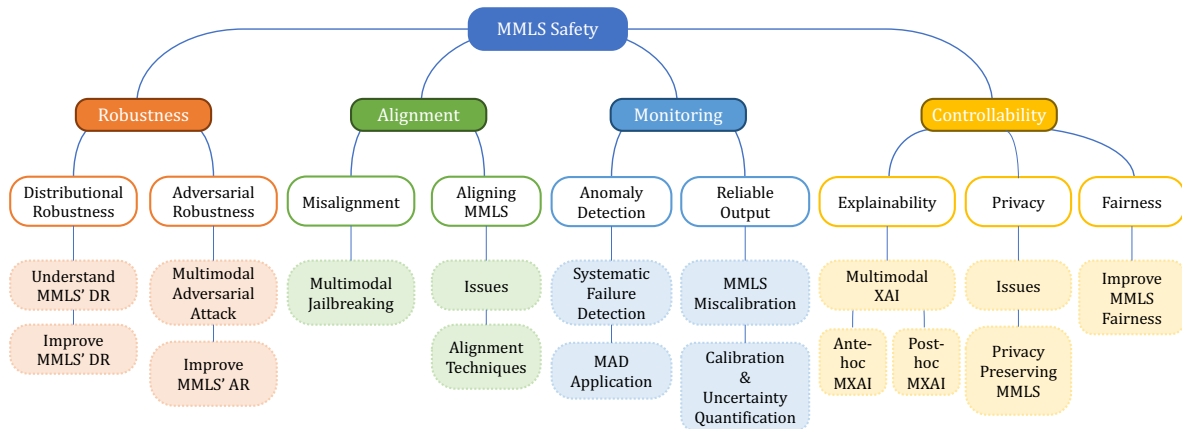 MMLS Safety
Robustness
Alignment
Monitoring
Controllability
Distributional
Robustness
Adversarial
Robustness
Misalignment
Aligning
MMLS
Anomaly
Detection
Reliable
Output
Explainability
Privacy
Fairness
Understand
MMLS’ DR
Improve
MMLS’ DR
Multimodal
Adversarial
Attack
Improve
MMLS’ AR
Multimodal
Jailbreaking
Issues
Alignment
Techniques
Systematic
Failure
Detection
MAD
Application
MMLS
Miscalibration
Calibration
&
Uncertainty
Quantification
Multimodal
XAI
Ante-
hoc
MXAI
Post-
hoc
MXAI
Issues
Privacy
Preserving
MMLS
Improve
MMLS
Fairness